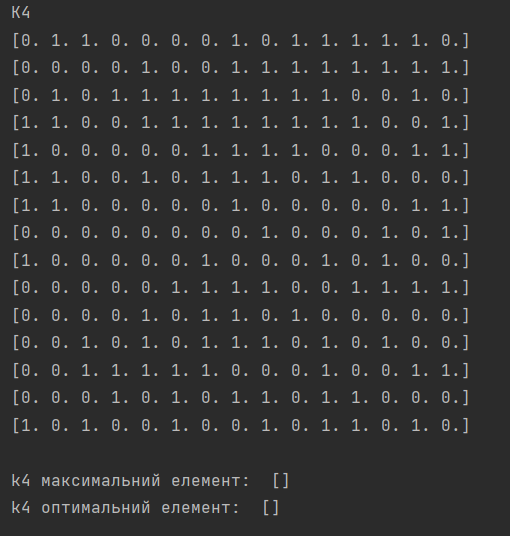 K4
[0. 1. 1. 0. 0. 0. 0. 1. 0. 1. 1. 1. 1. 1. 0.]
[0. 0. 0. 0. 1. 0. 0. 1. 1. 1. 1. 1. 1. 1. 1.]
[0. 1. 0. 1. 1. 1. 1. 1. 1. 1. 1. 0. 0. 1. 0.]
[1. 1. 0. 0. 1. 1. 1. 1. 1. 1. 1. 1. 0. 0. 1.]
[1. 0. 0. 0. 0. 0. 1. 1. 1. 1. 0. 0. 0. 1. 1.]
[1. 1. 0. 0. 1. 0. 1. 1. 1. 0. 1. 1. 0. 0. 0.]
[1. 1. 0. 0. 0. 0. 0. 1. 0. 0. 0. 0. 0. 1. 1.]
[0. 0. 0. 0. 0. 0. 0. 0. 1. 0. 0. 0. 1. 0. 1.]
[1. 0. 0. 0. 0. 0. 1. 0. 0. 0. 1. 0. 1. 0. 0.]
[0. 0. 0. 0. 0. 1. 1. 1. 1. 0. 0. 1. 1. 1. 1.]
[0. 0. 0. 0. 1. 0. 1. 1. 0. 1. 0. 0. 0. 0. 0.]
[0. 0. 1. 0. 1. 0. 1. 1. 1. 0. 1. 0. 1. 0. 0.]
[0. 0. 1. 1. 1. 1. 1. 0. 0. 0. 1. 0. 0. 1. 1.]
[0. 0. 0. 1. 0. 1. 0. 1. 1. 0. 1. 1. 0. 0. 0.]
[1. 0. 1. 0. 0. 1. 0. 0. 1. 0. 1. 1. 0. 1. 0.]
k4 максимальний елемент:  []
k4 оптимальний елемент:  []